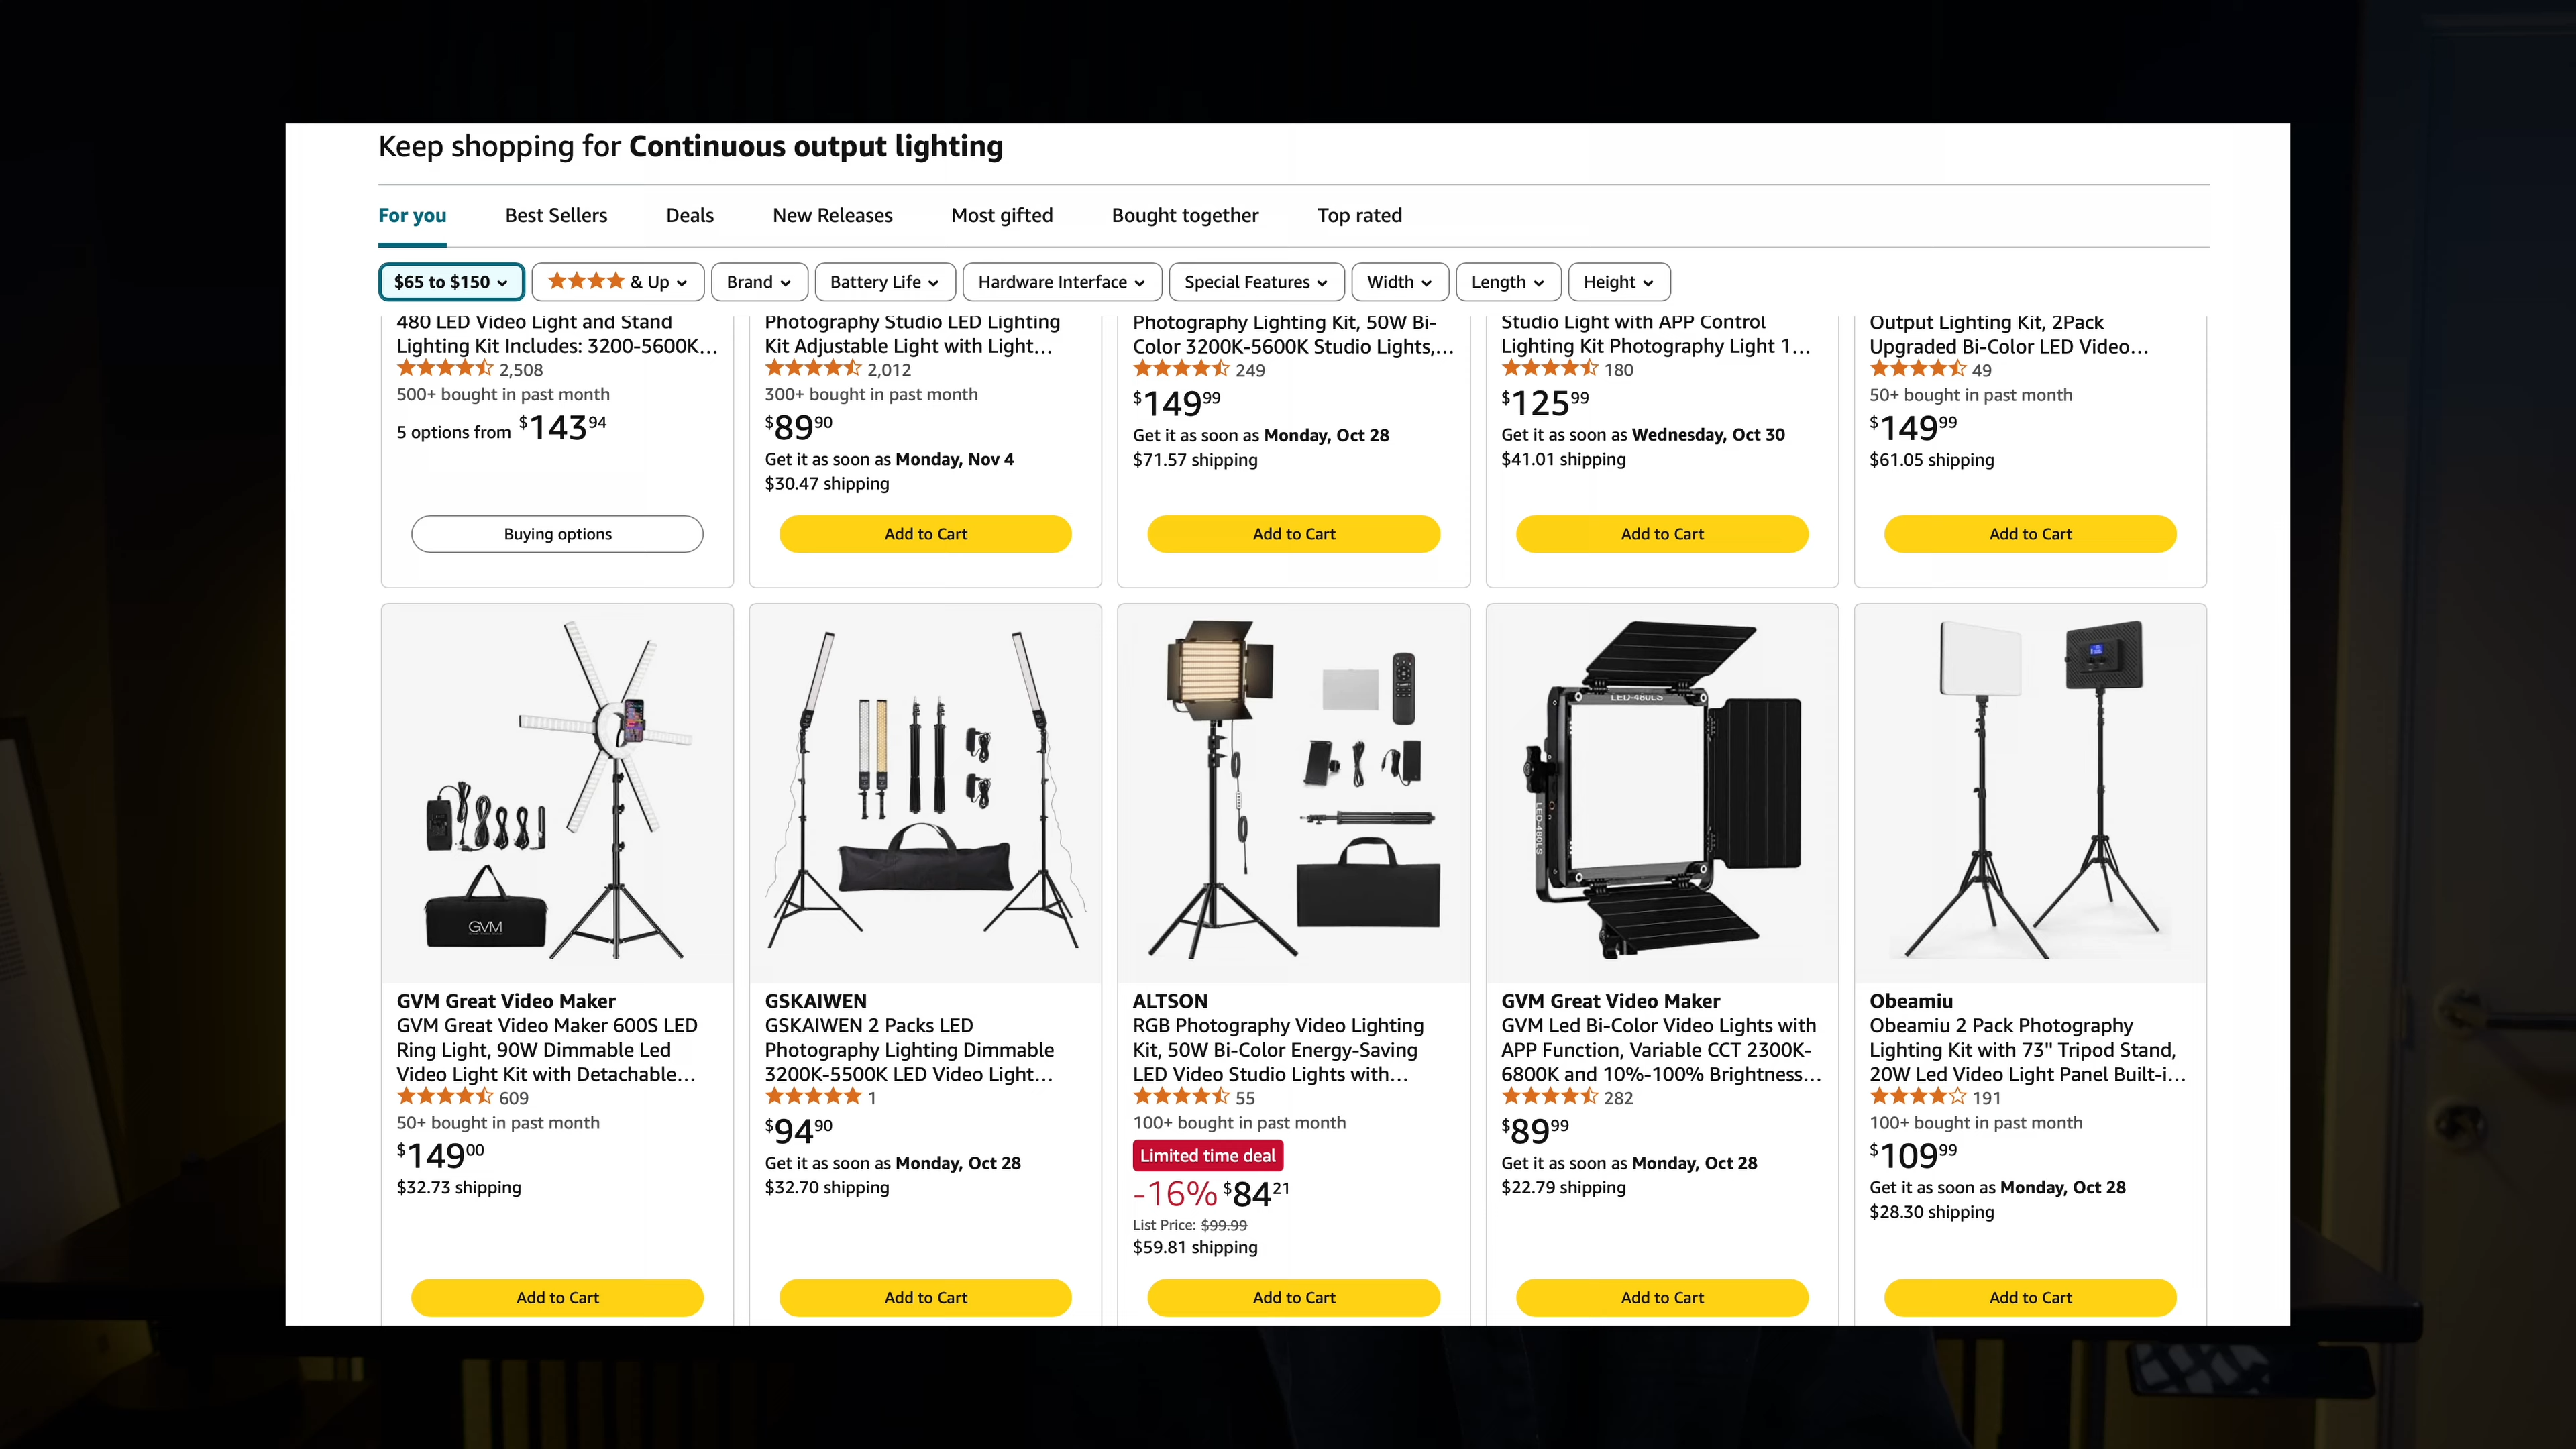 Keep shopping for Continuous output lighting
For you Best Sellers Deals New Releases Most gifted Bought together Top rated
$65 to $150 & Up Brand Battery Life Hardware Interface Special Features Width Length Height
480 LED Video Light and Stand
Lighting Kit Includes: 3200-5600K...
2,508
500+ bought in past month
5 options from $143.94
Buying options
Photography Studio LED Lighting
Kit Adjustable Light with Light...
2,012
300+ bought in past month
$89.90
Get it as soon as Monday, Nov 4
$30.47 shipping
Add to Cart
Photography Lighting Kit, 50W Bi-
Color 3200K-5600K Studio Lights,...
249
$149.99
Get it as soon as Monday, Oct 28
$71.57 shipping
Add to Cart
Studio Light with APP Control
Lighting Kit Photography Light 1...
180
$125.99
Get it as soon as Wednesday, Oct 30
$41.01 shipping
Add to Cart
Output Lighting Kit, 2Pack
Upgraded Bi-Color LED Video...
49
50+ bought in past month
$149.99
$61.05 shipping
Add to Cart
GVM
GVM Great Video Maker
GVM Great Video Maker 600S LED
Ring Light, 90W Dimmable Led
Video Light Kit with Detachable...
609
50+ bought in past month
$149.00
$32.73 shipping
Add to Cart
GSKAIWEN
GSKAIWEN 2 Packs LED
Photography Lighting Dimmable
3200K-5500K LED Video Light...
1
$94.90
Get it as soon as Monday, Oct 28
$32.70 shipping
Add to Cart
ALTSON
RGB Photography Video Lighting
Kit, 50W Bi-Color Energy-Saving
LED Video Studio Lights with...
55
100+ bought in past month
Limited time deal
-16% $84.21
List Price: $99.99
$59.81 shipping
Add to Cart
LED-480LS
LED-480LS
GVM Great Video Maker
GVM Led Bi-Color Video Lights with
APP Function, Variable CCT 2300K-
6800K and 10%-100% Brightness...
282
$89.99
Get it as soon as Monday, Oct 28
$22.79 shipping
Add to Cart
Obeamiu
Obeamiu 2 Pack Photography
Lighting Kit with 73" Tripod Stand,
20W Led Video Light Panel Built-i...
191
100+ bought in past month
$109.99
Get it as soon as Monday, Oct 28
$28.30 shipping
Add to Cart